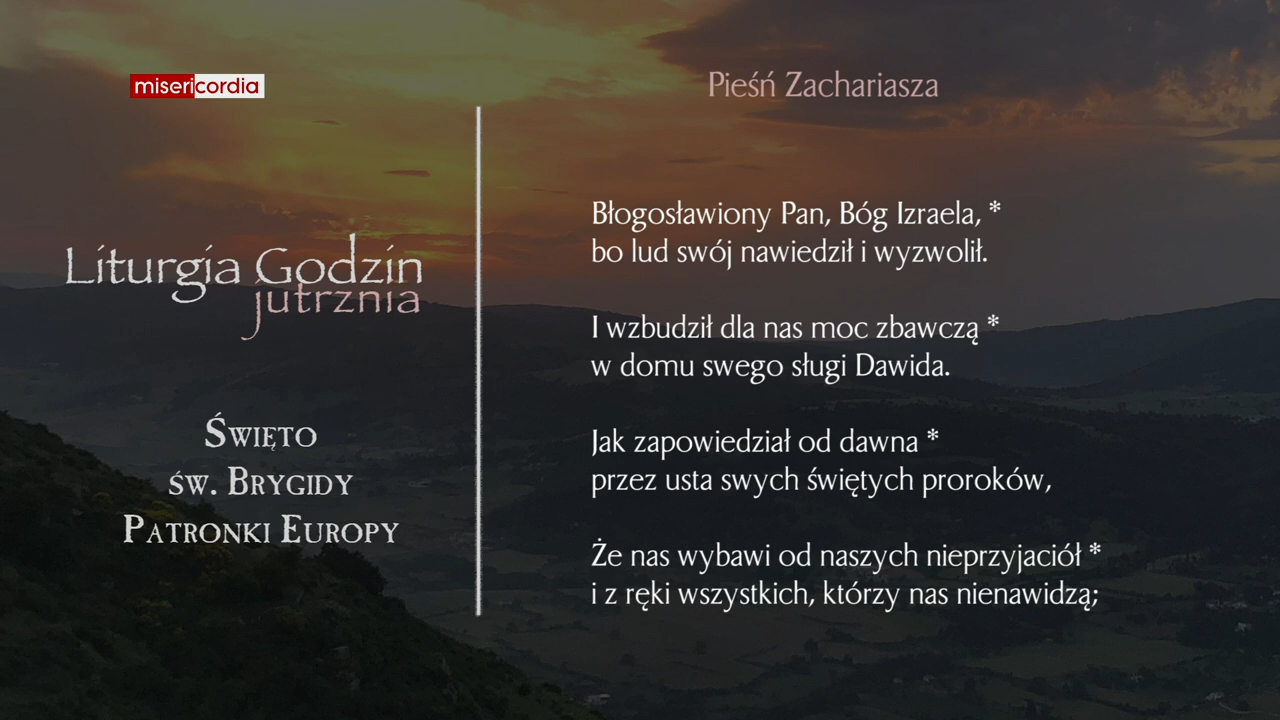 misericordia
Liturgia Godzin
jutrznia
Święto
św. Brygidy
Patronki Europy
Pieśń Zachariasza
Błogosławiony Pan, Bóg Izraela, *
bo lud swój nawiedził i wyzwolił.
I wzbudził dla nas moc zbawczą *
w domu swego sługi Dawida.
Jak zapowiedział od dawna *
przez usta swych świętych proroków,
Że nas wybawi od naszych nieprzyjaciół *
i z ręki wszystkich, którzy nas nienawidzą;